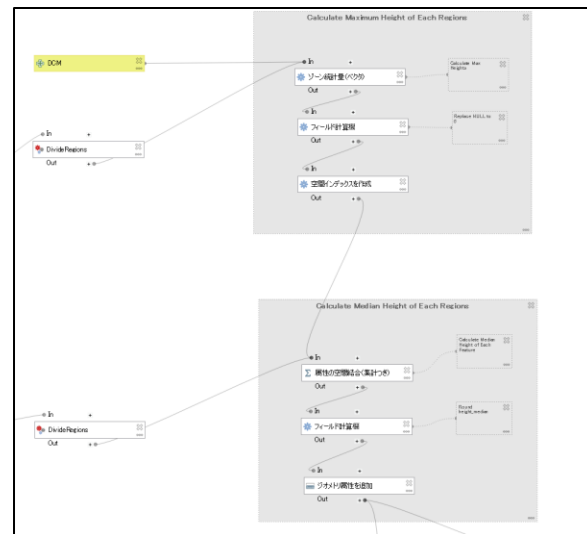 Calculate Maximum Height of Each Regions
DCM
In
ゾーン統計量(ベクタ)
Out
Calculate Max
Heights
In
フィールド計算機
Out
Replace NULL to
0
In
空間インデックスを作成
Out
In
DivideRegions
Out
Calculate Median Height of Each Regions
In
属性の空間結合(集計つき)
Out
Calculate Median
Height of Each
Feature
In
フィールド計算機
Out
Round
height_median
In
ジオメトリ属性を追加
Out
In
DivideRegions
Out